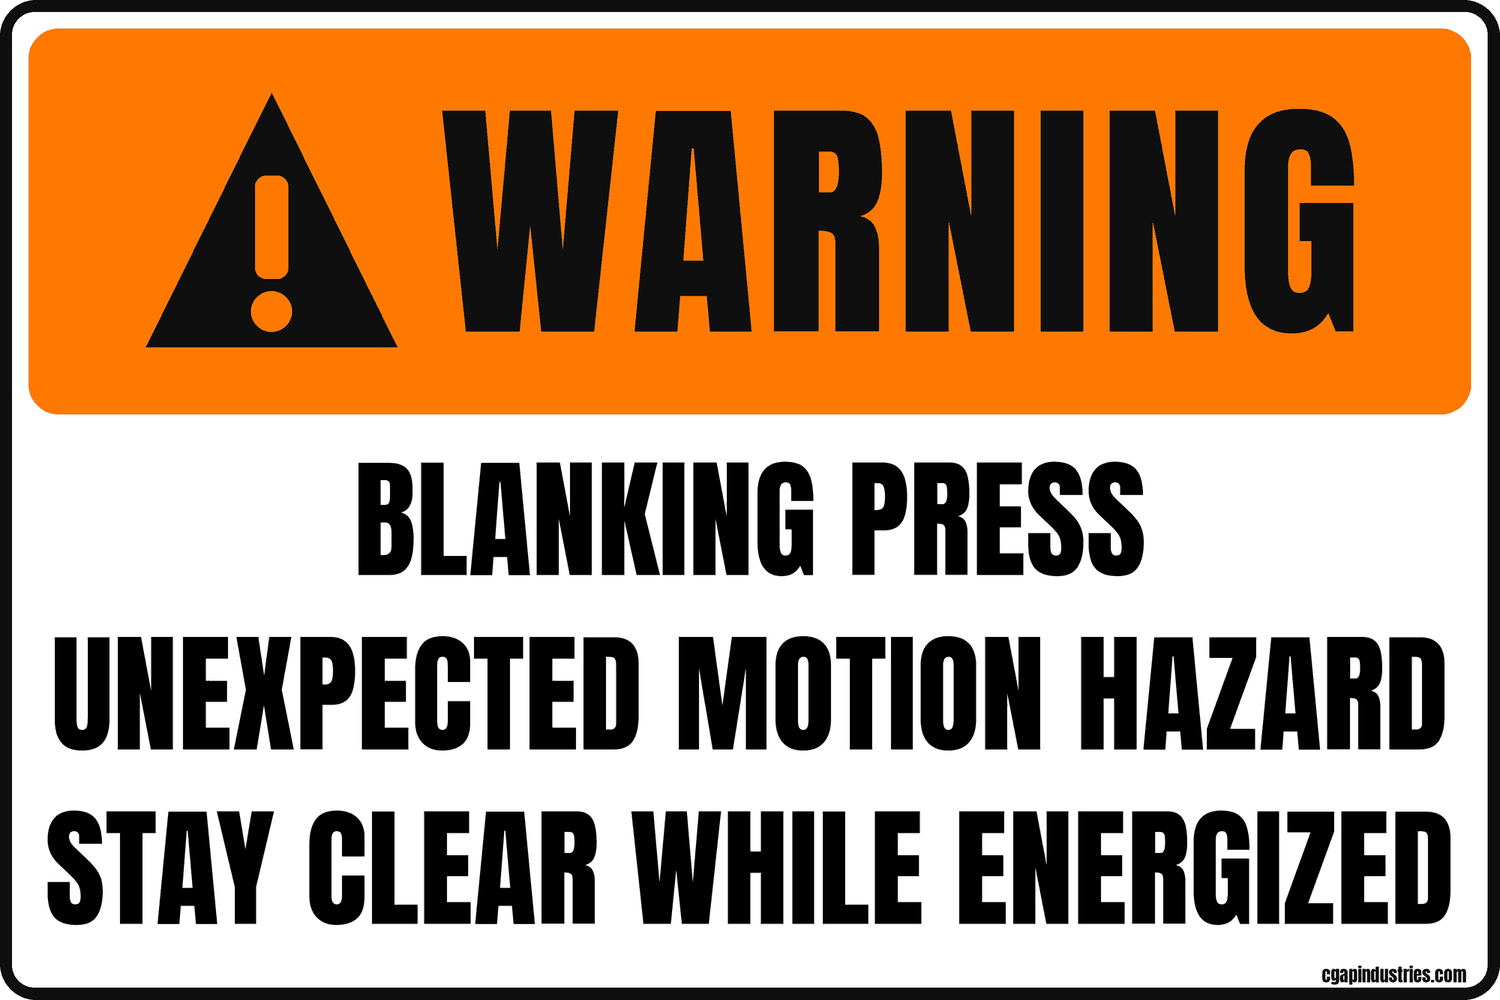 WARNING
BLANKING PRESS
UNEXPECTED MOTION HAZARD
STAY CLEAR WHILE ENERGIZED
cgapindustries.com